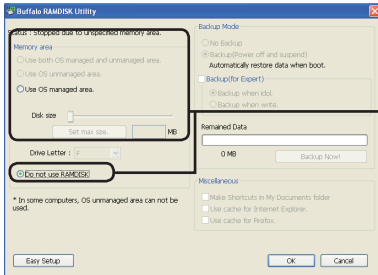 Buffalo RAMDISK Utility
Status : Stopped due to unspecified memory area.
Memory area
Use both OS managed and unmanaged area.
Use OS unmanaged area.
Use OS managed area.
Disk size
Set max size.
MB
Drive Letter : F
Do not use RAMDISK
* In some computers, OS unmanaged area can not be
used.
Easy Setup
Backup Mode
No Backup
Backup(Power off and suspend)
Automatically restore data when boot.
Backup(for Expert)
Backup when idol.
Backup when write.
Remained Data
0 MB
Backup Now!
Miscellaneous
Make Shortcuts in My Documents folder
Use cache for Internet Explorer.
Use cache for Firefox.
OK
Cancel